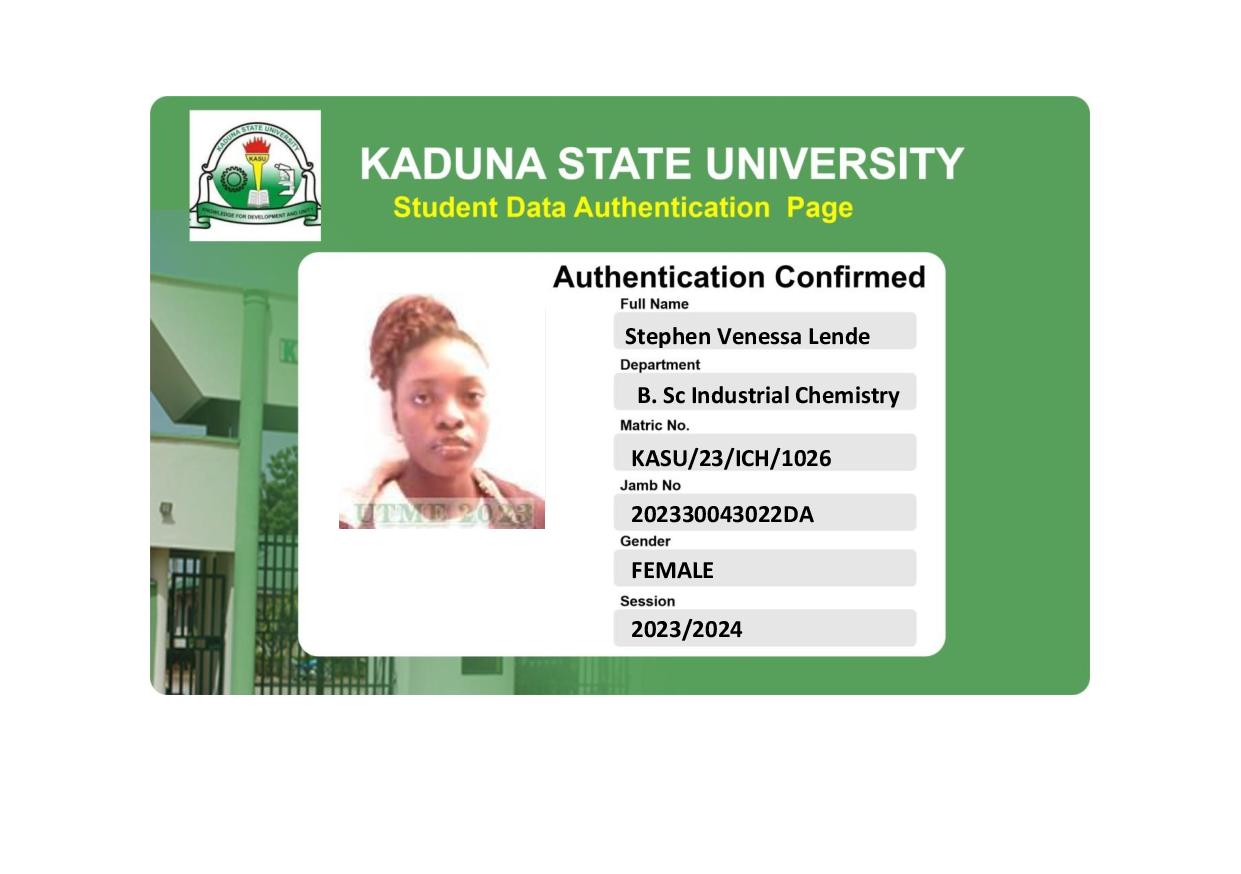 KADUNA STATE UNIVERSITY
KASU
KNOWLEDGE FOR DEVELOPMENT AND UNITY
KADUNA STATE UNIVERSITY
Student Data Authentication Page
Authentication Confirmed
Full Name
Stephen Venessa Lende
Department
B. Sc Industrial Chemistry
Matric No.
KASU/23/ICH/1026
Jamb No
202330043022DA
Gender
FEMALE
Session
2023/2024
UTME 2023
K